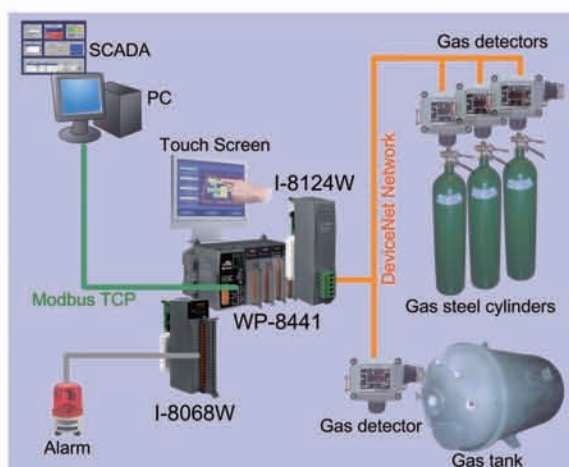 SCADA
PC
Touch Screen
I-8124W
Gas detectors
DeviceNet Network
Modbus TCP
WP-8441
Gas steel cylinders
I-8068W
Alarm
Gas detector
Gas tank